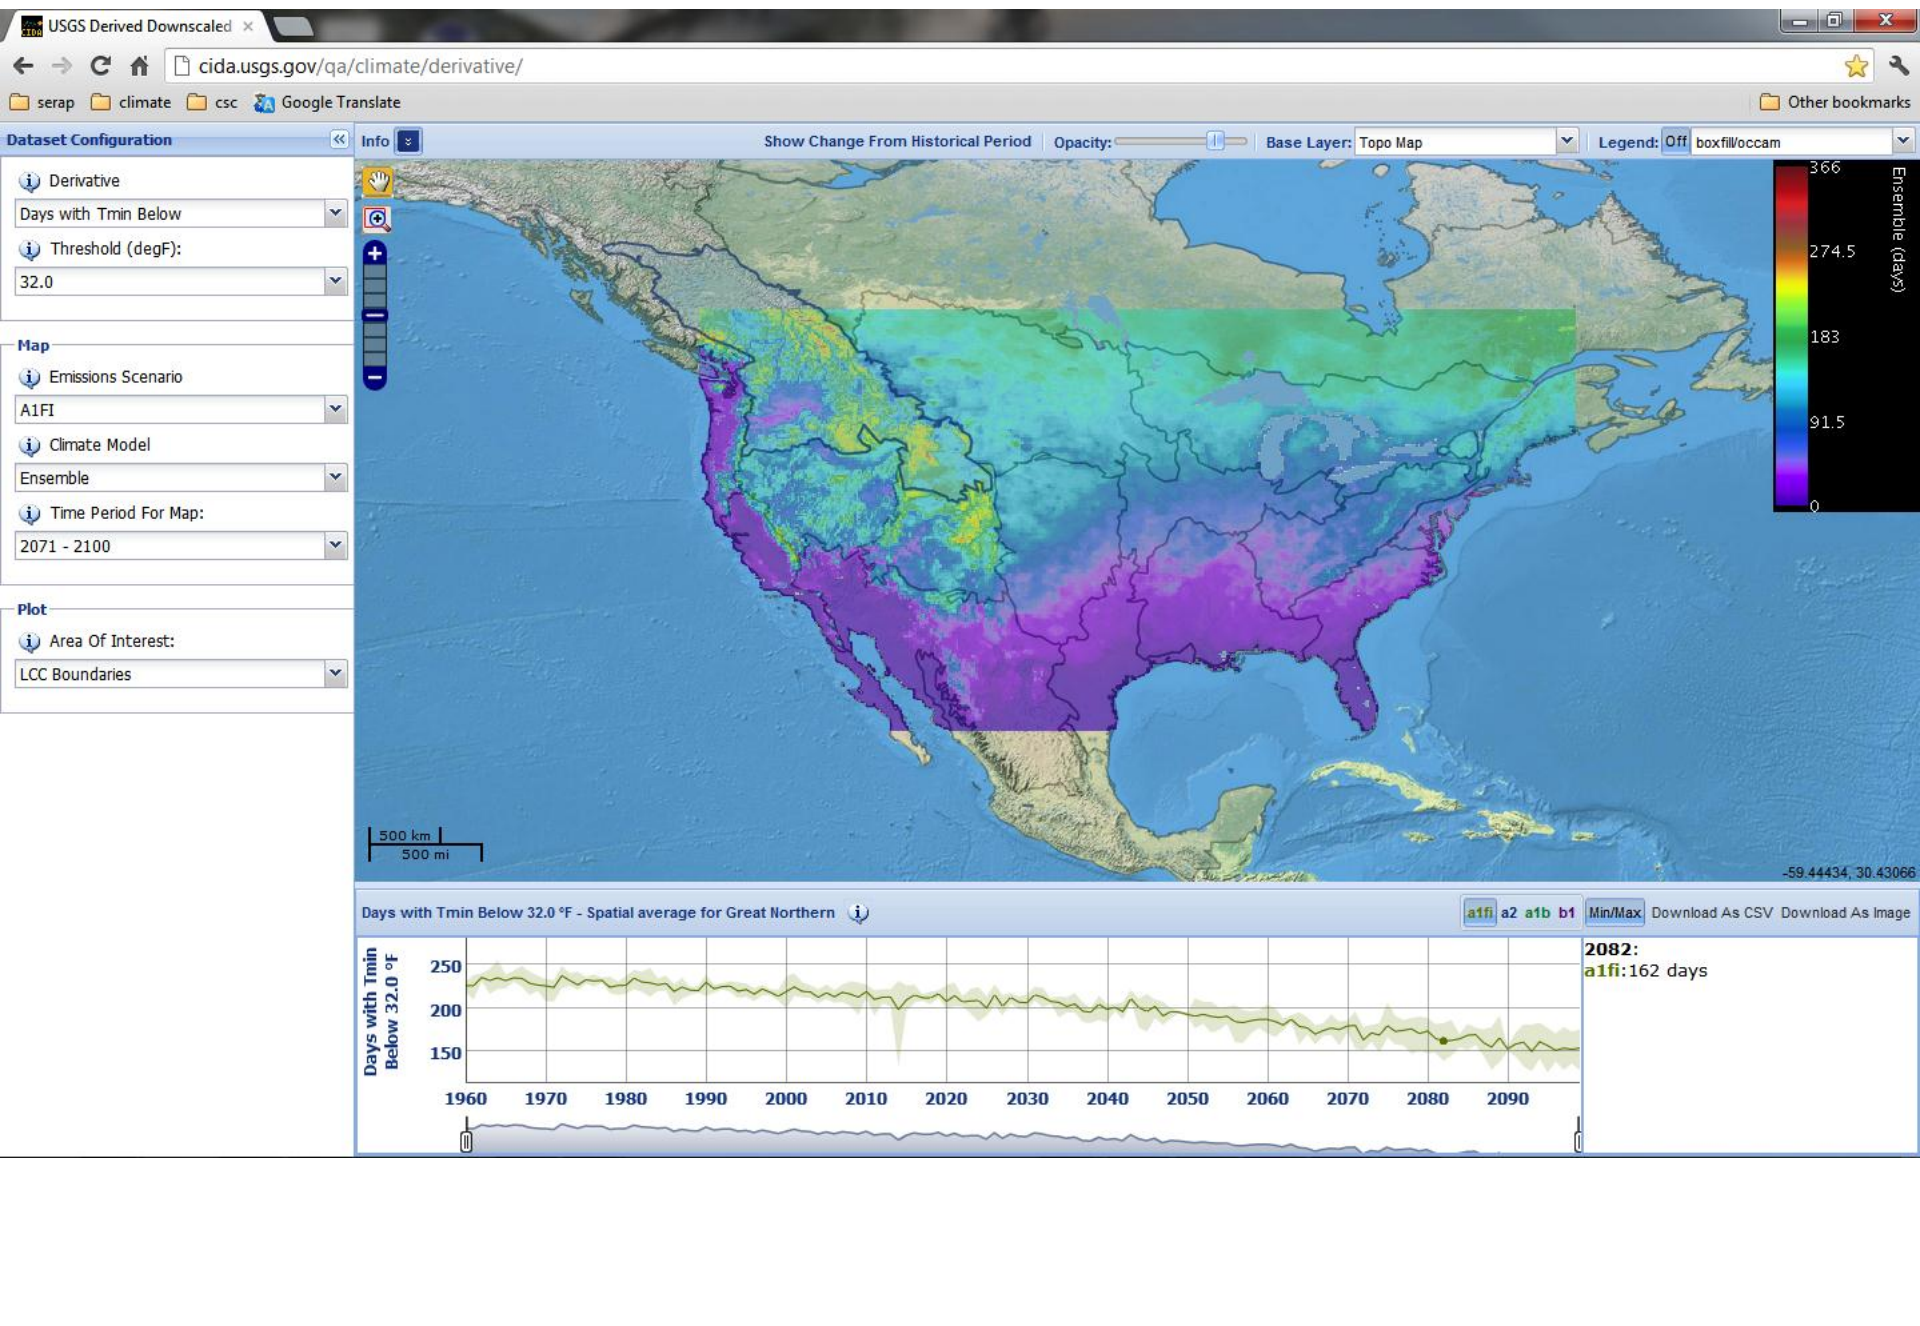 USGS Derived Downscaled
cida.usgs.gov/qa/climate/derivative/
serap climate csc Google Translate Other bookmarks
Dataset Configuration
Info Show Change From Historical Period Opacity: Base Layer: Topo Map Legend: Off boxfill/occam
Derivative
Days with Tmin Below
Threshold (degF):
32.0
Map
Emissions Scenario
A1FI
Climate Model
Ensemble
Time Period For Map:
2071 - 2100
Plot
Area Of Interest:
LCC Boundaries
366
274.5
183
91.5
0
Ensemble (days)
500 km
500 mi
-59.44434, 30.43066
Days with Tmin Below 32.0 °F - Spatial average for Great Northern a1fi a2 a1b b1 Min/Max Download As CSV Download As Image
Days with Tmin
Below 32.0 °F
250
200
150
1960 1970 1980 1990 2000 2010 2020 2030 2040 2050 2060 2070 2080 2090
2082:
a1fi:162 days